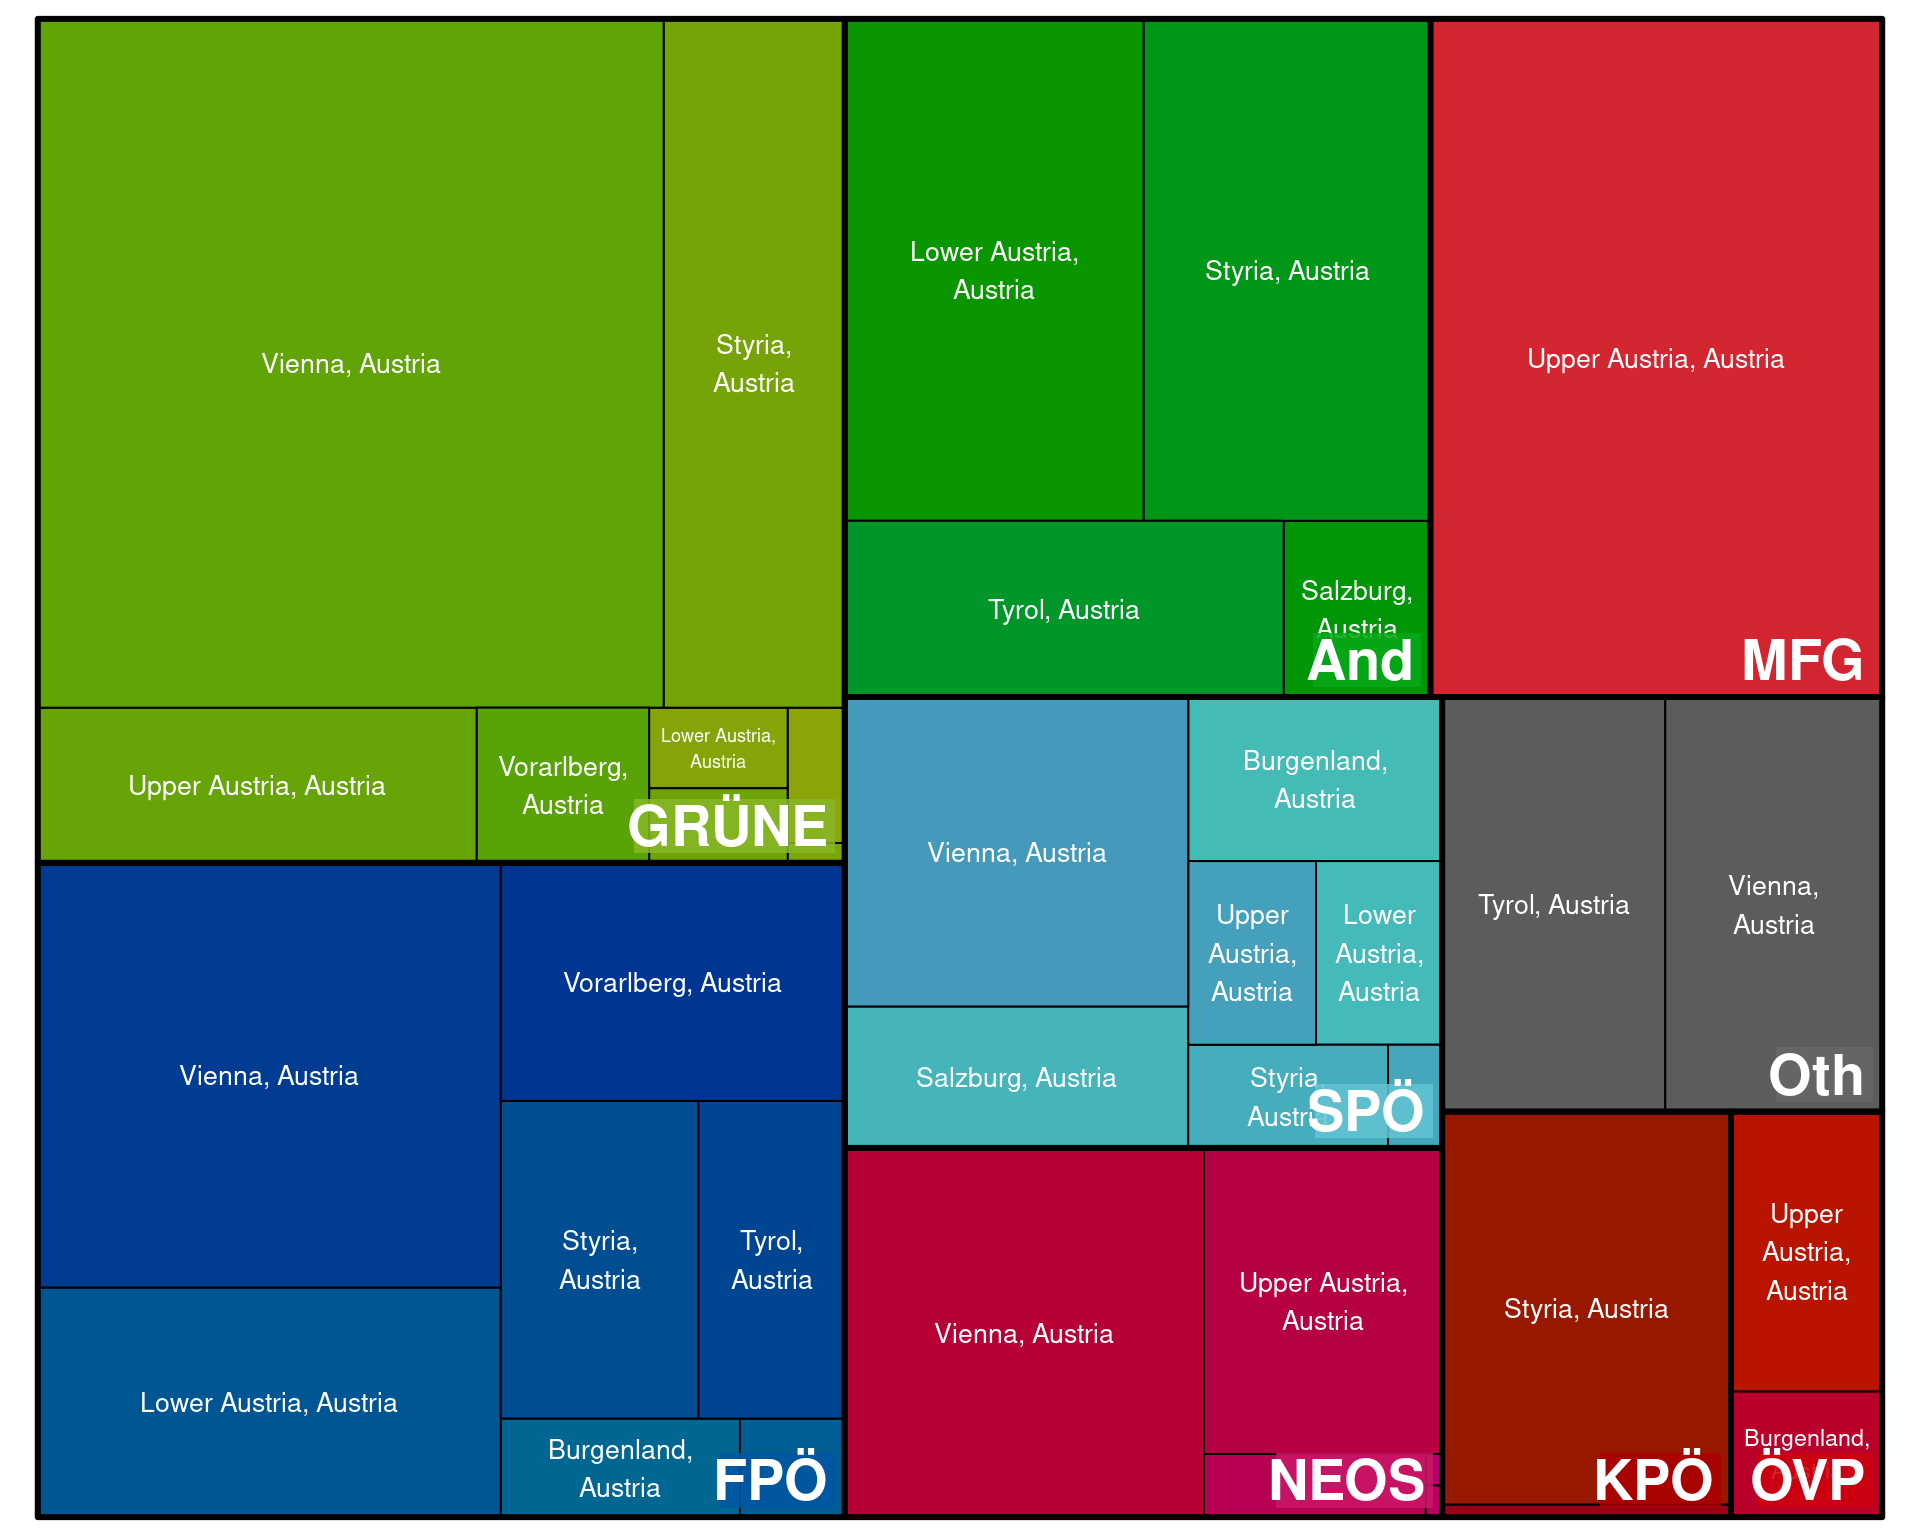 Vienna, Austria
Styria,
Austria
Upper Austria, Austria
Vorarlberg,
Austria
Lower Austria,
Austria
GRÜNE
Lower Austria,
Austria
Styria, Austria
Tyrol, Austria
Salzburg,
Austria
And
Upper Austria, Austria
MFG
Vienna, Austria
Vorarlberg, Austria
Styria,
Austria
Tyrol,
Austria
Lower Austria, Austria
Burgenland,
Austria
FPÖ
Vienna, Austria
Burgenland,
Austria
Upper
Austria,
Austria
Lower
Austria,
Austria
Salzburg, Austria
Styria,
Austria
SPÖ
Tyrol, Austria
Vienna,
Austria
Oth
Vienna, Austria
Upper Austria,
Austria
NEOS
Styria, Austria
KPÖ
Upper
Austria,
Austria
Burgenland,
ÖVP